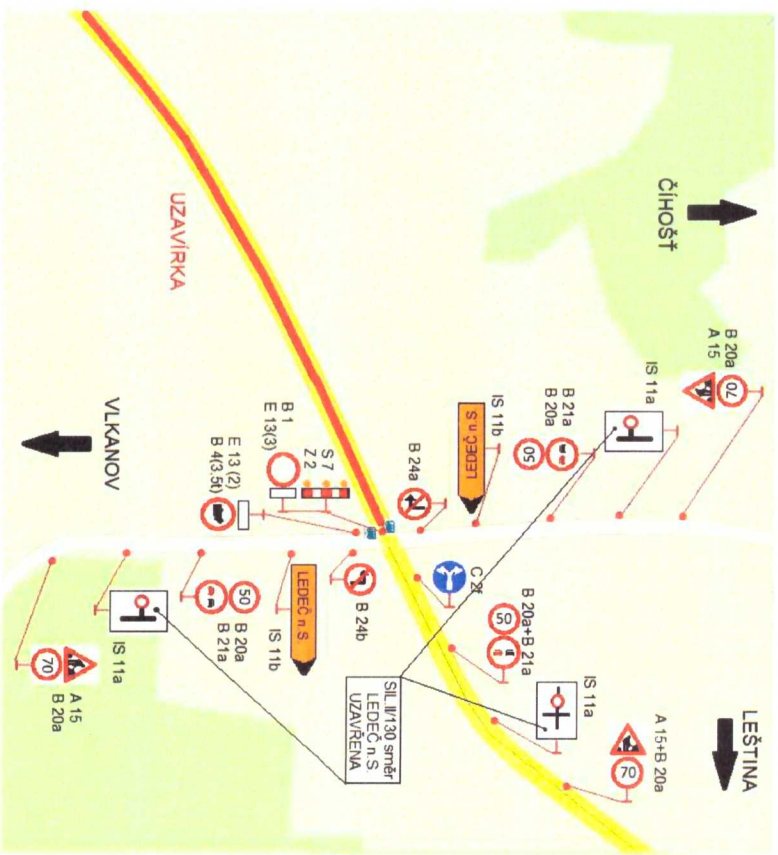 ČÍHOŠŤ
B 20a
A 15
70
IS 11a
B 21a
B 20a
50
IS 11b
LEDEČ n.S
B 24a
UZAVÍRKA
S 7
Z 2
B 1
E 13(3)
E 13 (2)
B 4(3.5t)
VLKANOV
LEŠTINA
A 15+B 20a
70
IS 11a
B 20a+B 21a
50
C 2f
SIL.II/130 směr
LEDEČ n.S.
UZAVŘENA
B 24b
LEDEČ n.S.
IS 11b
50
B 20a
B 21a
IS 11a
A 15
B 20a
70